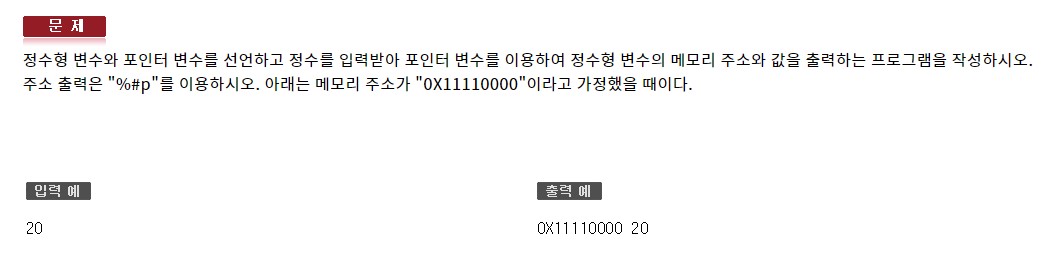 문 제
정수형 변수와 포인터 변수를 선언하고 정수를 입력받아 포인터 변수를 이용하여 정수형 변수의 메모리 주소와 값을 출력하는 프로그램을 작성하시오.
주소 출력은 "%#p"를 이용하시오. 아래는 메모리 주소가 "0X11110000"이라고 가정했을 때이다.
입력 예
출력 예
20
0X11110000 20